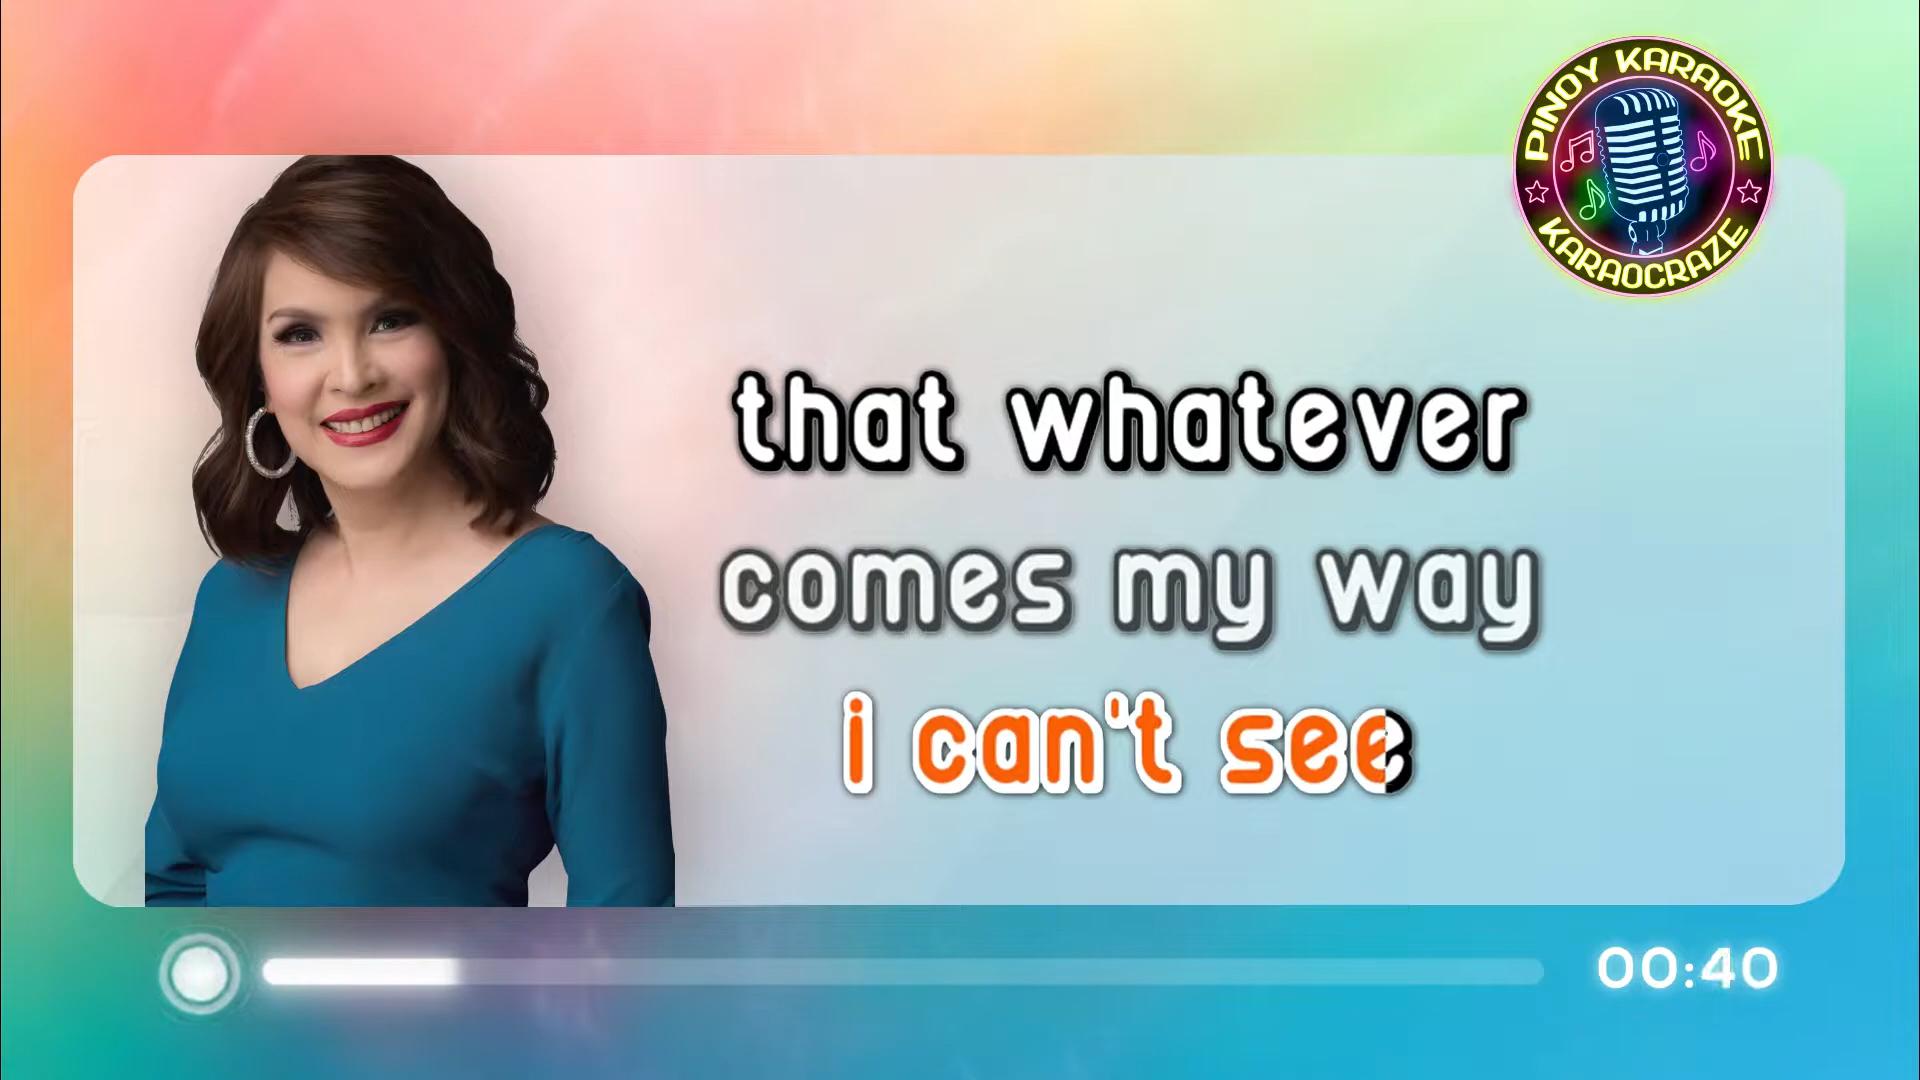 PINOY KARAOKE
KARAOCRAZE
that whatever
comes my way
i can't see
00:40